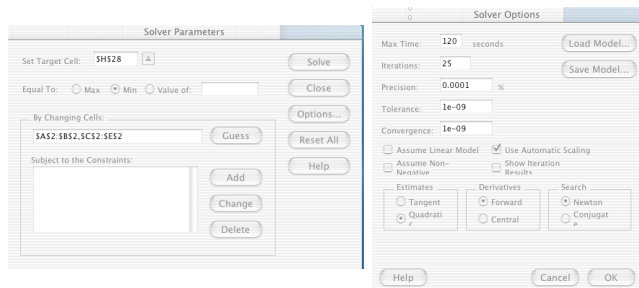 Solver Parameters
Set Target Cell: $H$28
Equal To: Max Min Value of:
By Changing Cells:
$A$2:$B$2,$C$2:$E$2
Guess
Subject to the Constraints:
Add
Change
Delete
Solve
Close
Options...
Reset All
Help
Solver Options
Max Time: 120 seconds
Load Model...
Iterations: 25
Save Model...
Precision: 0.0001 %
Tolerance: 1e-09
Convergence: 1e-09
Assume Linear Model
Use Automatic Scaling
Assume Non-
Negative
Show Iteration
Results
Estimates
Derivatives
Search
Tangent
Forward
Newton
Quadrati
c
Central
Conjugat
e
Help
Cancel
OK